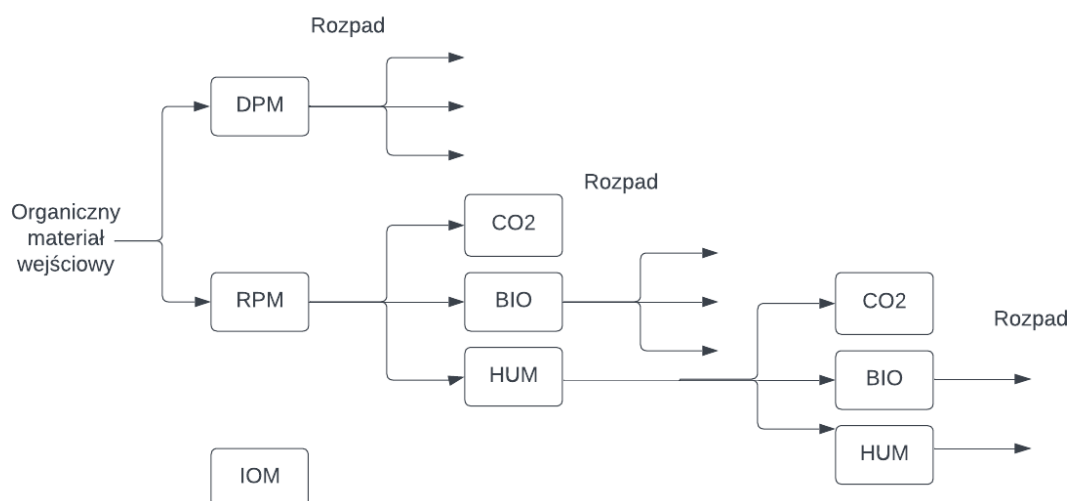 Rozpad
DPM
Rozpad
Organiczny
materiał
wejściowy
CO2
RPM
BIO
HUM
CO2
Rozpad
BIO
HUM
IOM